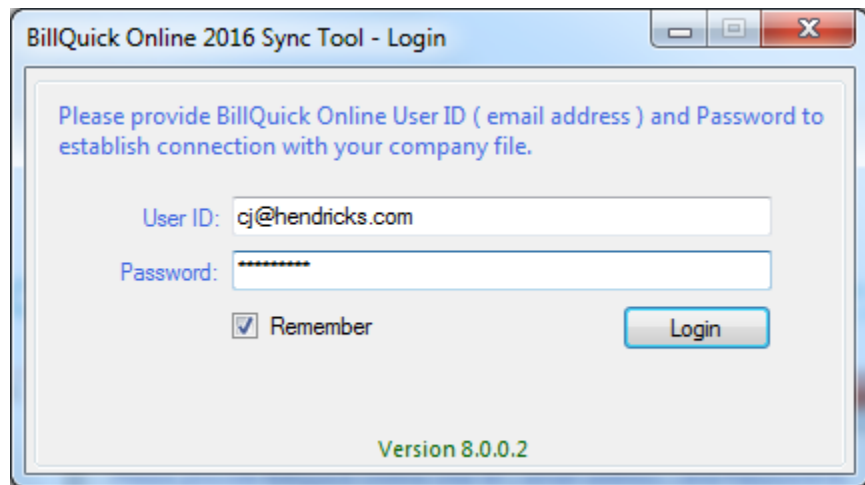 BillQuick Online 2016 Sync Tool - Login
Please provide BillQuick Online User ID ( email address ) and Password to
establish connection with your company file.
User ID: cj@hendricks.com
Password: *********
Remember
Login
Version 8.0.0.2